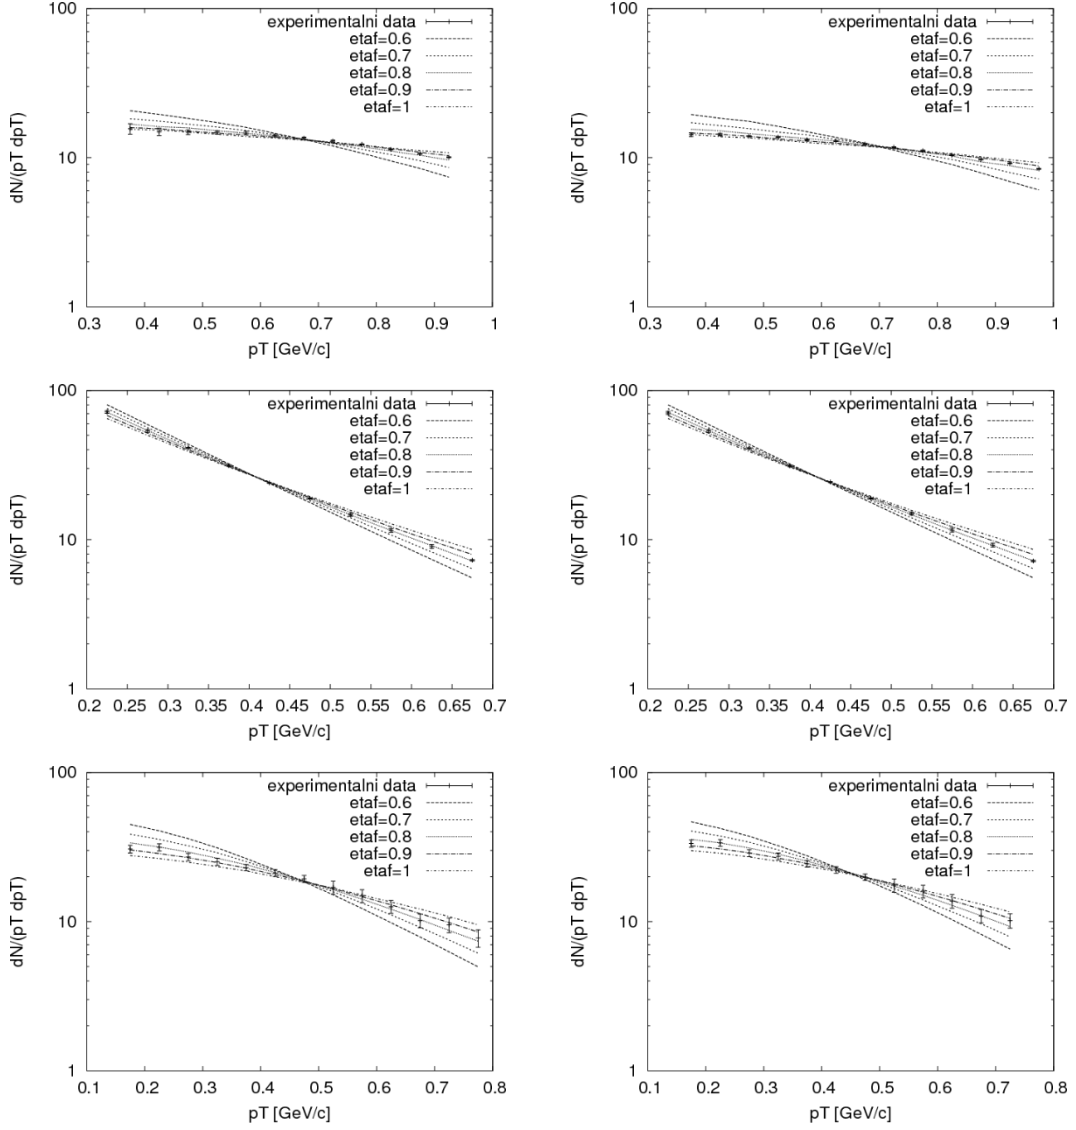 100
10
1
dN/(pT dpT)
experimentalni data
etaf=0.6
etaf=0.7
etaf=0.8
etaf=0.9
etaf=1
0.3 0.4 0.5 0.6 0.7 0.8 0.9 1
pT [GeV/c]
100
10
1
dN/(pT dpT)
experimentalni data
etaf=0.6
etaf=0.7
etaf=0.8
etaf=0.9
etaf=1
0.3 0.4 0.5 0.6 0.7 0.8 0.9 1
pT [GeV/c]
100
10
1
dN/(pT dpT)
experimentalni data
etaf=0.6
etaf=0.7
etaf=0.8
etaf=0.9
etaf=1
0.2 0.25 0.3 0.35 0.4 0.45 0.5 0.55 0.6 0.65 0.7
pT [GeV/c]
100
10
1
dN/(pT dpT)
experimentalni data
etaf=0.6
etaf=0.7
etaf=0.8
etaf=0.9
etaf=1
0.2 0.25 0.3 0.35 0.4 0.45 0.5 0.55 0.6 0.65 0.7
pT [GeV/c]
100
10
1
dN/(pT dpT)
experimentalni data
etaf=0.6
etaf=0.7
etaf=0.8
etaf=0.9
etaf=1
0.1 0.2 0.3 0.4 0.5 0.6 0.7 0.8
pT [GeV/c]
100
10
1
dN/(pT dpT)
experimentalni data
etaf=0.6
etaf=0.7
etaf=0.8
etaf=0.9
etaf=1
0.1 0.2 0.3 0.4 0.5 0.6 0.7 0.8
pT [GeV/c]